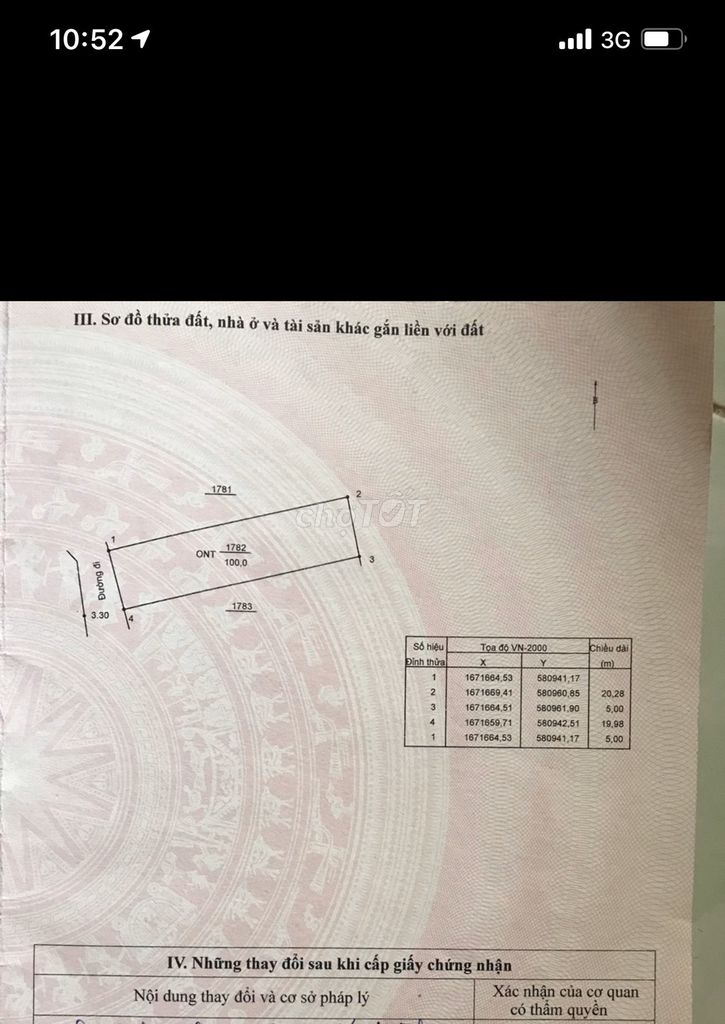 10:52
3G
III. Sơ đồ thửa đất, nhà ở và tài sản khác gắn liền với đất
B
1781
2
chợTỐT
1
ONT 1782
100,0
3
Đường đi
3.30
4
1783
Số hiệu Tọa độ VN-2000 Chiều dài
Đỉnh thửa X Y (m)
1 1671664,53 580941,17
2 1671669,41 580960,85 20,28
3 1671664,51 580961,90 5,00
4 1671659,71 580942,51 19,98
1 1671664,53 580941,17 5,00
IV. Những thay đổi sau khi cấp giấy chứng nhận
Nội dung thay đổi và cơ sở pháp lý
Xác nhận của cơ quan
có thẩm quyền